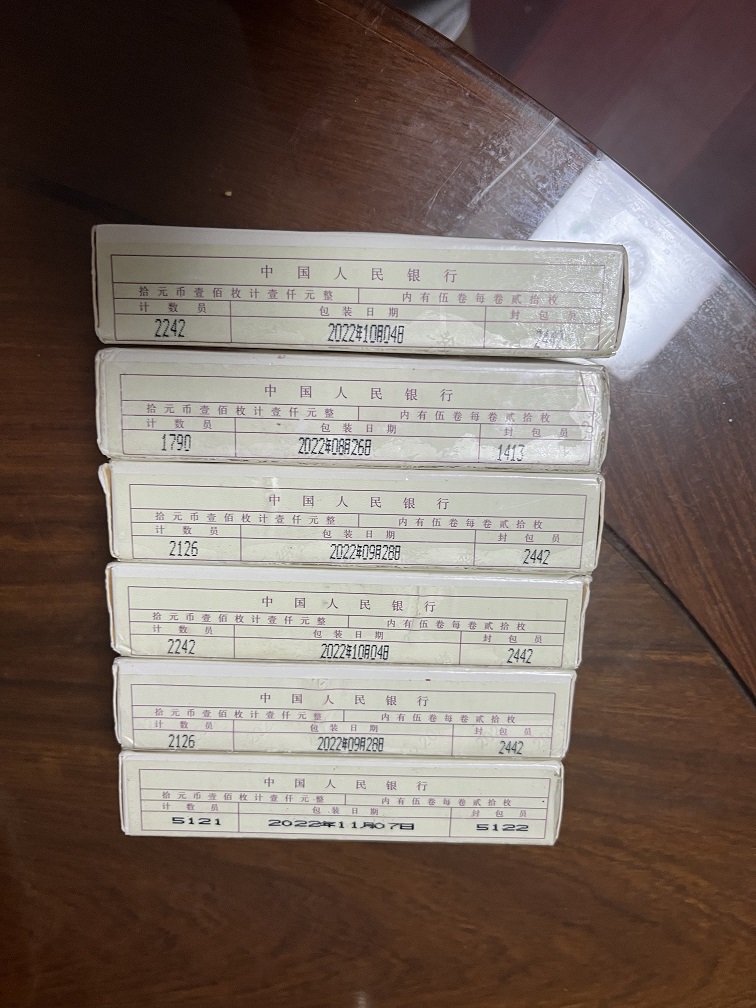 中国人民银行
拾元币壹佰枚计壹仟元整 内有伍卷每卷贰拾枚
计数员 包装日期 封包员
2242 2022年10月04日 2442
中国人民银行
拾元币壹佰枚计壹仟元整 内有伍卷每卷贰拾枚
计数员 包装日期 封包员
1790 2022年08月26日 1413
中国人民银行
拾元币壹佰枚计壹仟元整 内有伍卷每卷贰拾枚
计数员 包装日期 封包员
2126 2022年09月28日 2442
中国人民银行
拾元币壹佰枚计壹仟元整 内有伍卷每卷贰拾枚
计数员 包装日期 封包员
2242 2022年10月04日 2442
中国人民银行
拾元币壹佰枚计壹仟元整 内有伍卷每卷贰拾枚
计数员 包装日期 封包员
2126 2022年09月28日 2442
中国人民银行
拾元币壹佰枚计壹仟元整 内有伍卷每卷贰拾枚
计数员 包装日期 封包员
5121 2022年11月07日 5122